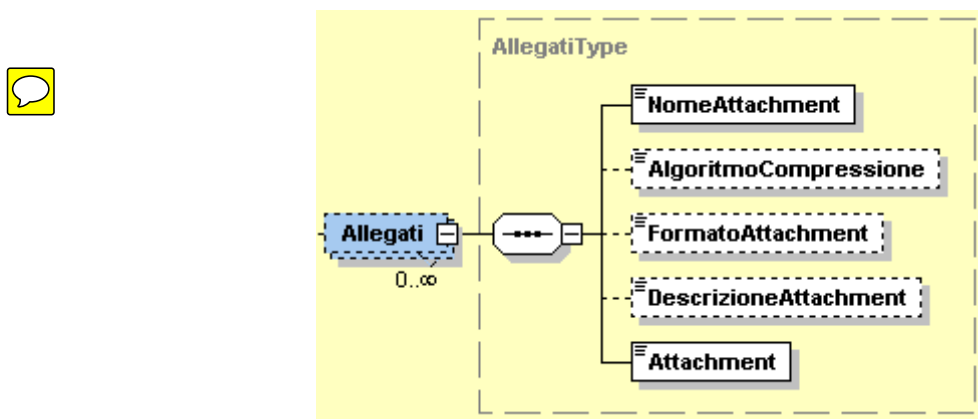 AllegatiType
NomeAttachment
AlgoritmoCompressione
Allegati
FormatoAttachment
0..∞
DescrizioneAttachment
Attachment